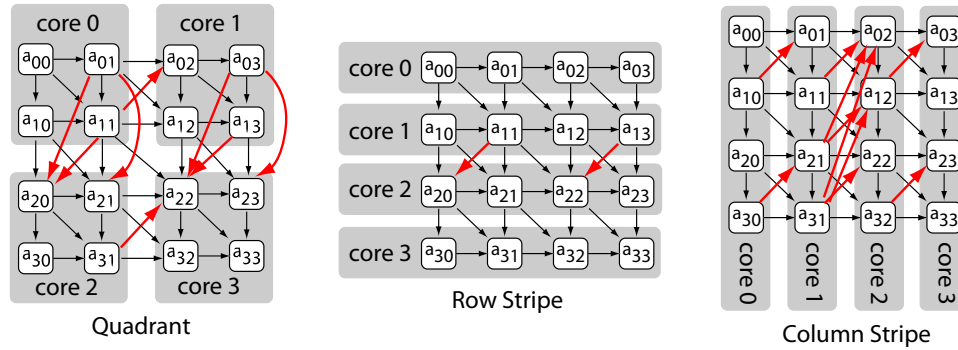 core 0
core 1
a00 a01 a02 a03
a10 a11 a12 a13
a20 a21 a22 a23
a30 a31 a32 a33
core 2
core 3
Quadrant
core 0 a00 a01 a02 a03
core 1 a10 a11 a12 a13
core 2 a20 a21 a22 a23
core 3 a30 a31 a32 a33
Row Stripe
a00 a01 a02 a03
a10 a11 a12 a13
a20 a21 a22 a23
a30 a31 a32 a33
core 0
core 1
core 2
core 3
Column Stripe